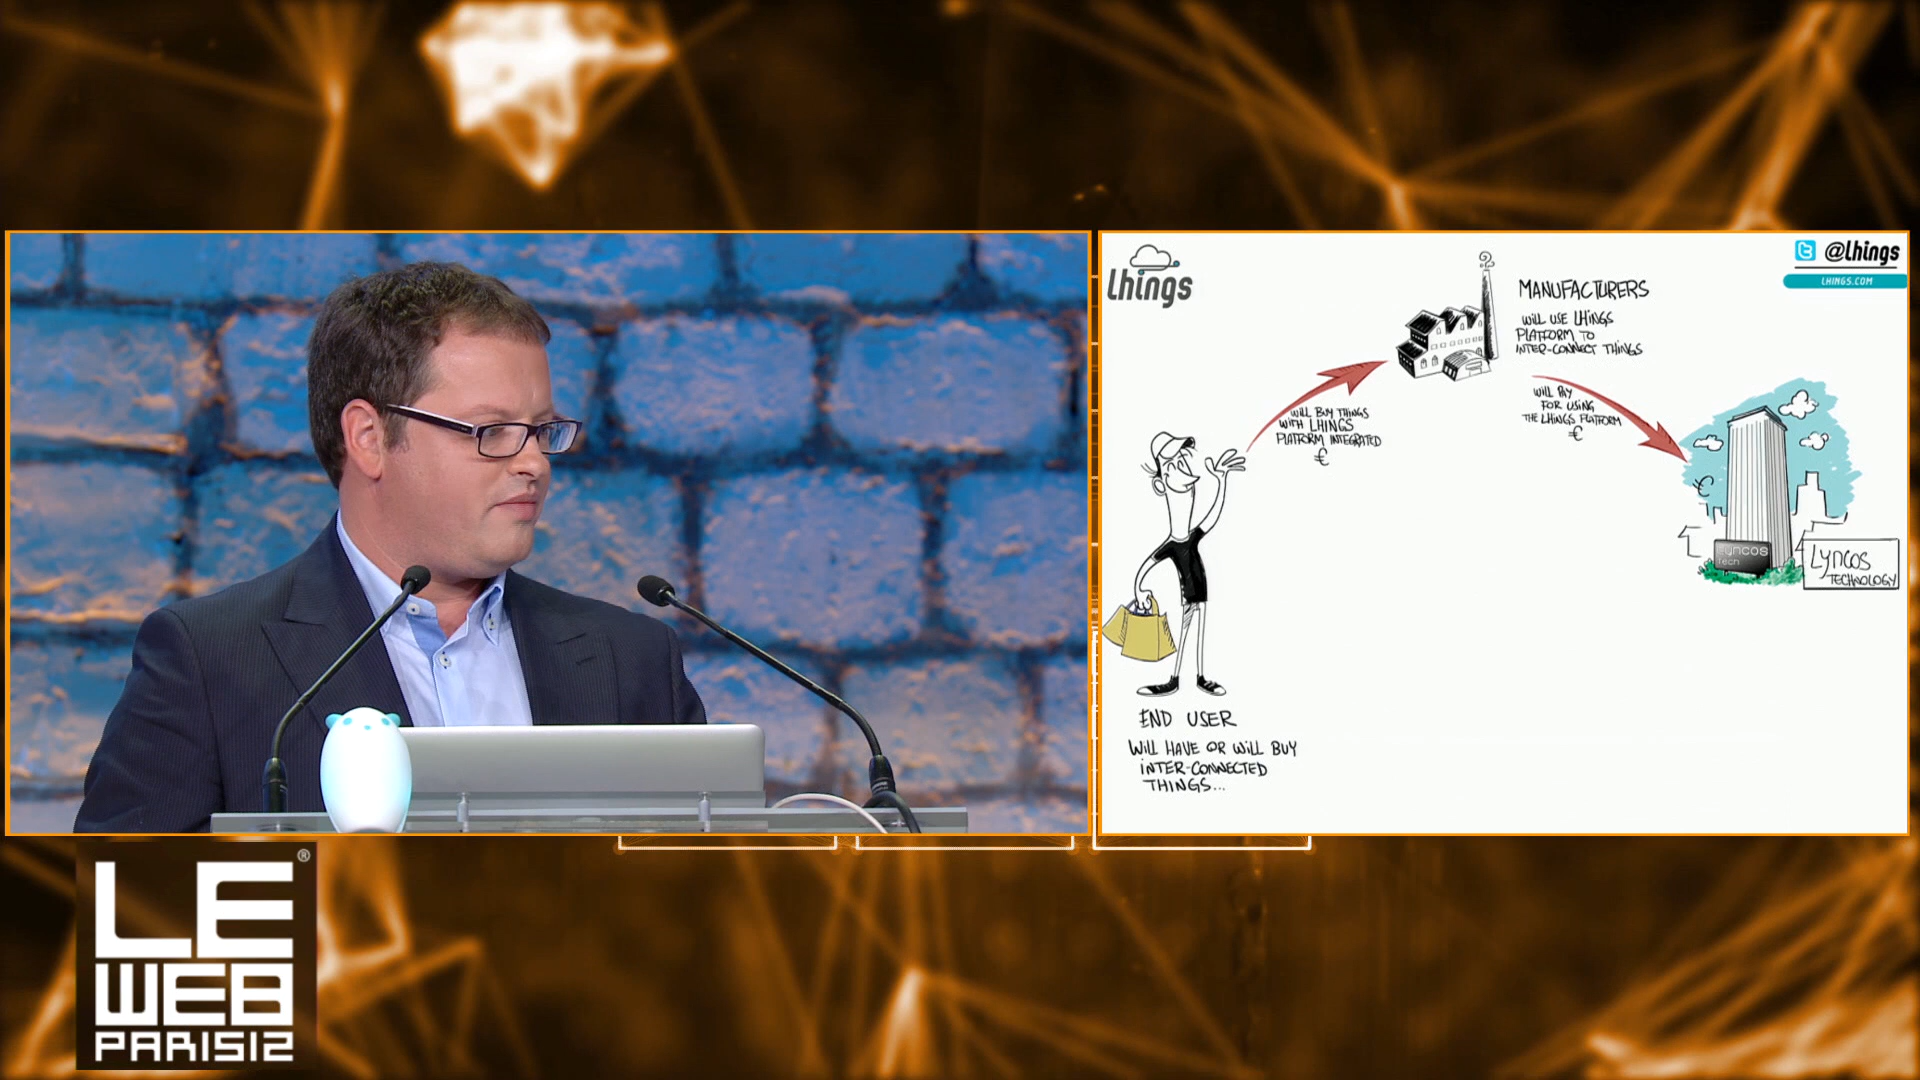 lhings
@lhings
LHINGS.COM
MANUFACTURERS
WILL USE LHINGS
PLATFORM TO
INTER-CONNECT THINGS
WILL BUY THINGS
WITH LHINGS
PLATFORM INTEGRATED
€
WILL PAY
FOR USING
THE LHINGS PLATFORM
€
€
Lyncos
Tech
LYNCOS
TECHNOLOGY
END USER
WILL HAVE OR WILL BUY
INTER-CONNECTED
THINGS...
LE®
WEB
PARIS12